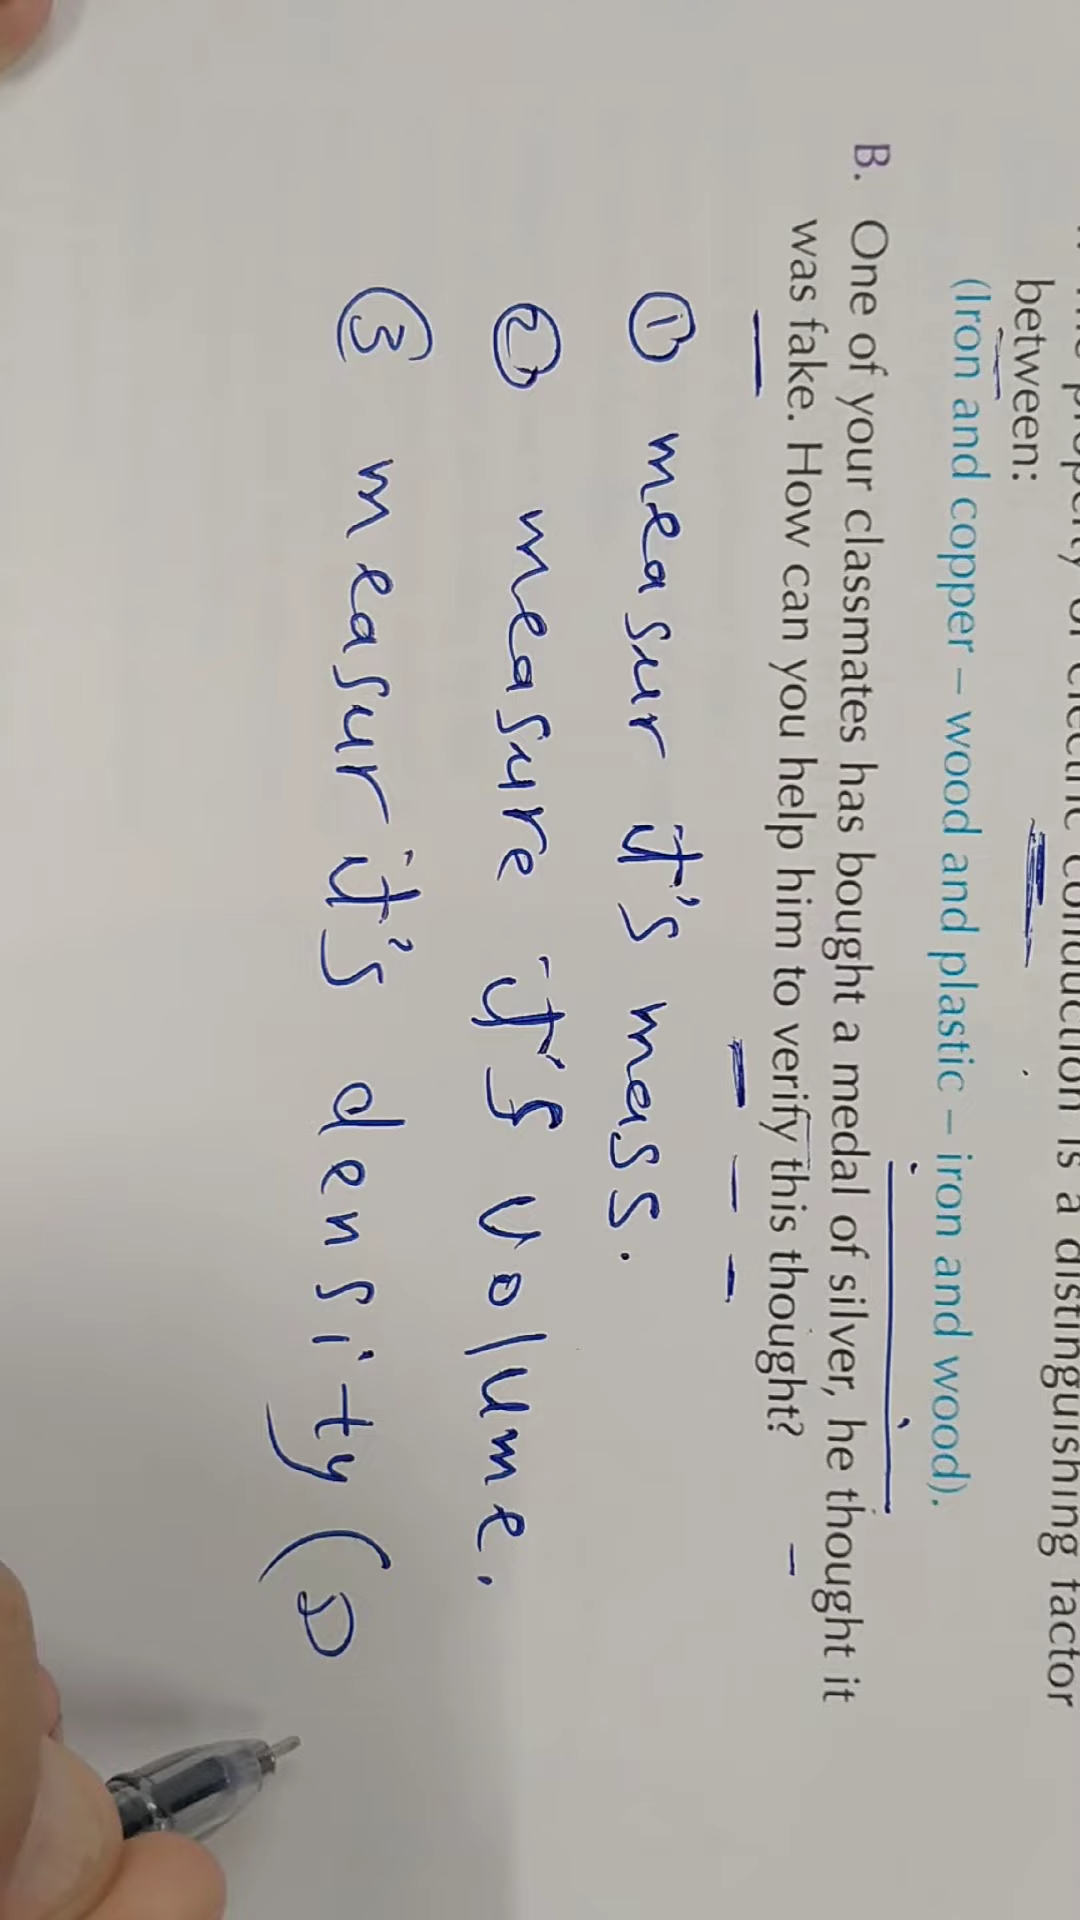 between:
(Iron and copper – wood and plastic – iron and wood).
B. One of your classmates has bought a medal of silver, he thought it
was fake. How can you help him to verify this thought?
① measur it's mass.
② measure it's volume.
③ measur it's density (D